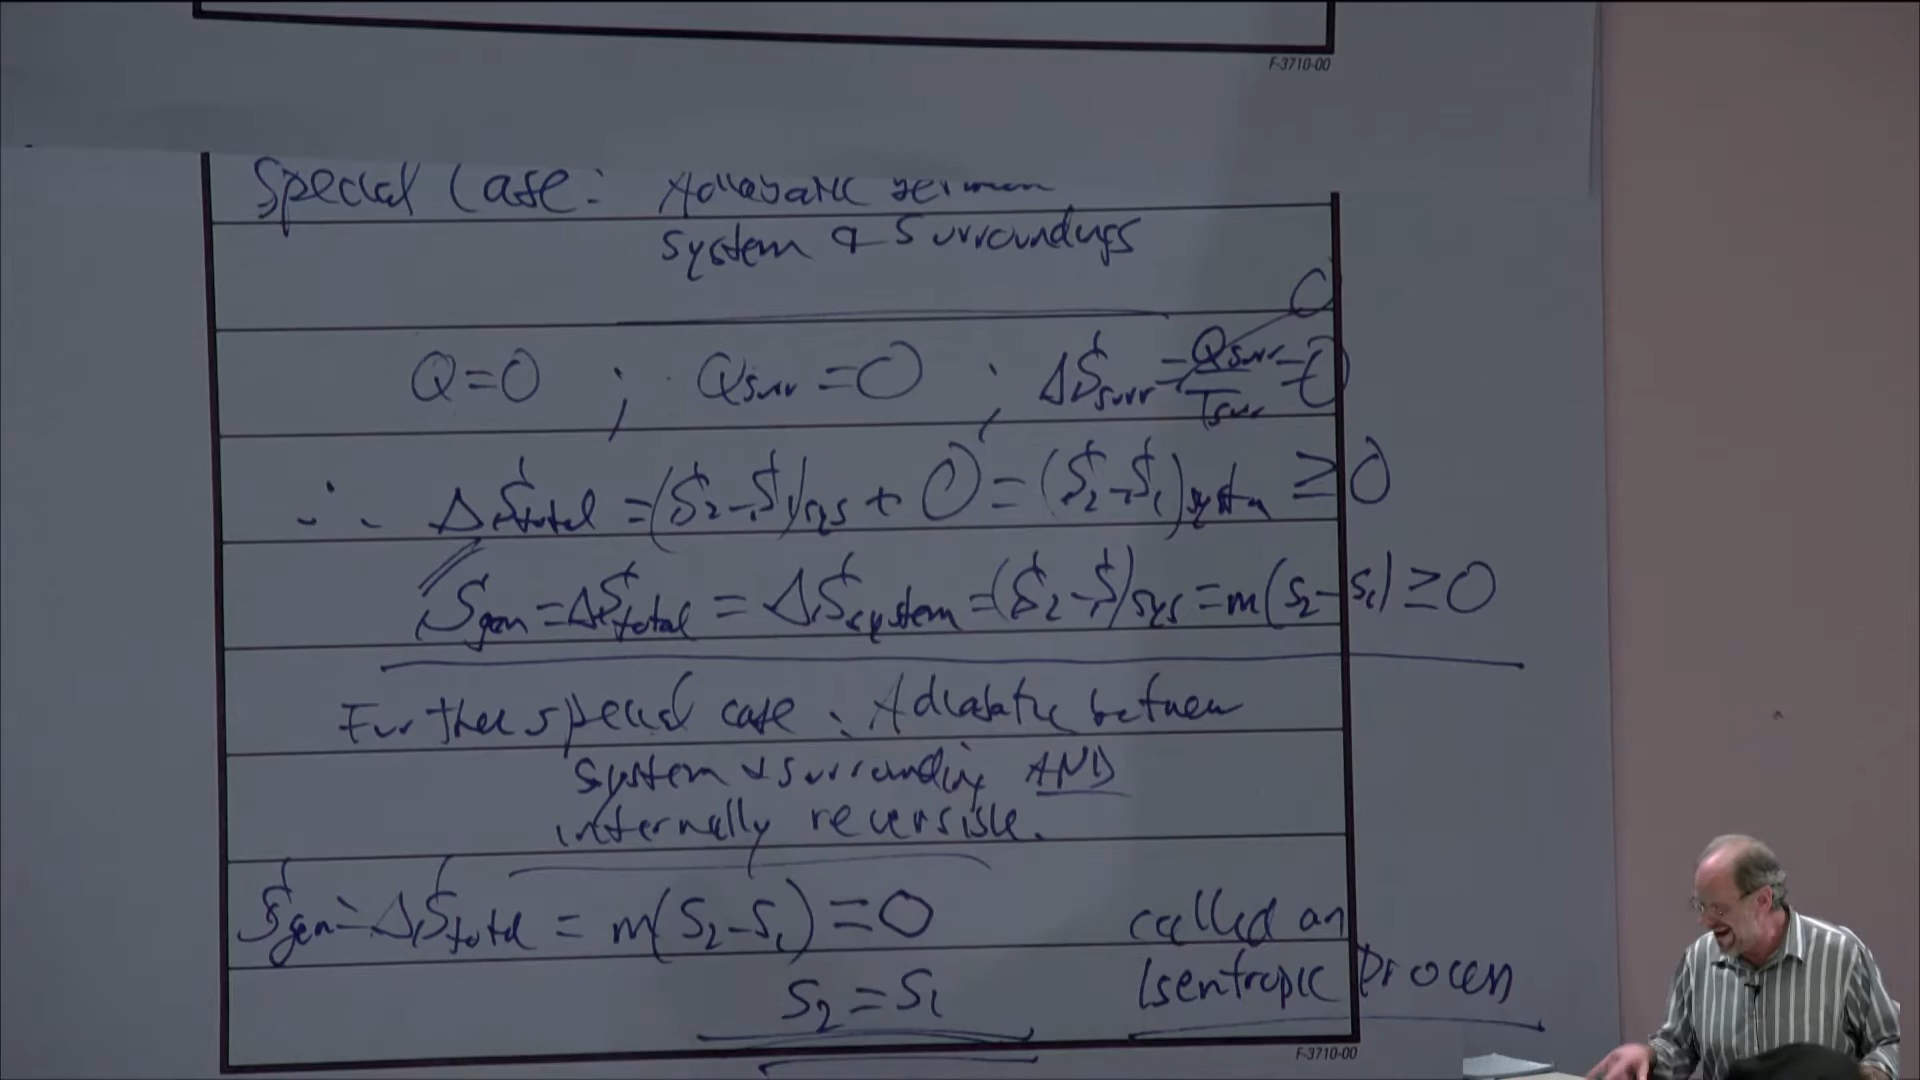 F-3710-00
Special Case: Adiabatic between
system & surroundings
Q=0 ; Qsurr=0 ; ΔSsurr=Qsurr/Tsurr=0 0
∴ ΔStotal=(S2-S1)sys+0=(S2-S1)system≥0
Sgen=ΔStotal=ΔSsystem=(S2-S1)sys=m(s2-s1)≥0
Further special case: Adiabatic between
system & surrounding AND
internally reversible.
Sgen=ΔStotal=m(s2-s1)=0 called an
s2=s1 Isentropic Process
F-3710-00